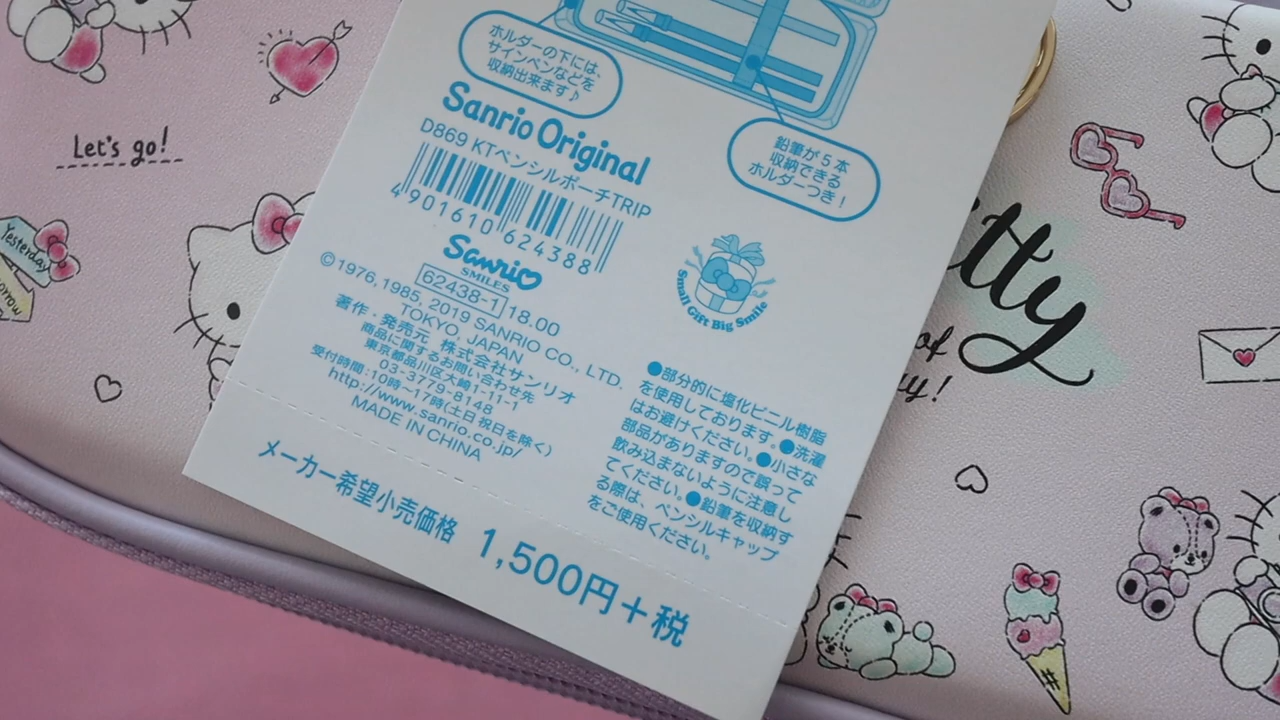 ホルダーの下には、
サインペンなどを
収納出来ます♪
鉛筆が5本
収納できる
ホルダーつき!
Sanrio Original
D869 KTペンシルポーチTRIP
4 901610 624388
Sanrio
SMILES
62438-1 18.00
©1976, 1985, 2019 SANRIO CO., LTD.
TOKYO, JAPAN
著作・発売元 株式会社サンリオ
商品に関するお問い合わせ先
東京都品川区大崎1-11-1
03-3779-8148
受付時間:10時〜17時(土日祝日を除く)
http://www.sanrio.co.jp/
MADE IN CHINA
Small Gift Big Smile
●部分的に塩化ビニル樹脂
を使用しております。●洗濯
はお避けください。●小さな
部品がありますので誤って
飲み込まないように注意し
てください。●鉛筆を収納す
る際は、ペンシルキャップ
をご使用ください。
メーカー希望小売価格 1,500円+税
Let's go!
Yesterday
itty
of